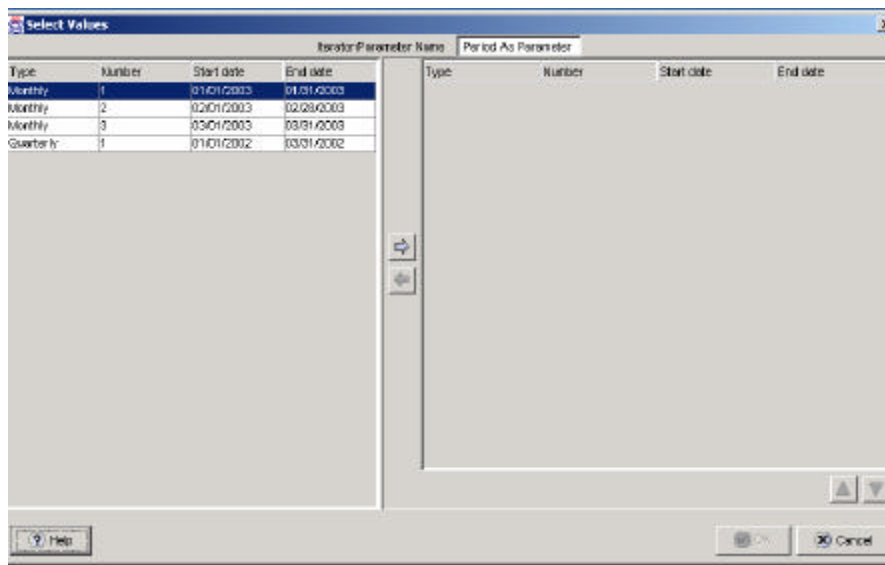 Select Values
Iterator/Parameter Name Period As Parameter
Type Number Start date End date Type Number Start date End date
Monthly 1 01/01/2003 01/31/2003
Monthly 2 02/01/2003 02/28/2003
Monthly 3 03/01/2003 03/31/2003
Quarterly 1 01/01/2002 03/31/2002
Help OK Cancel